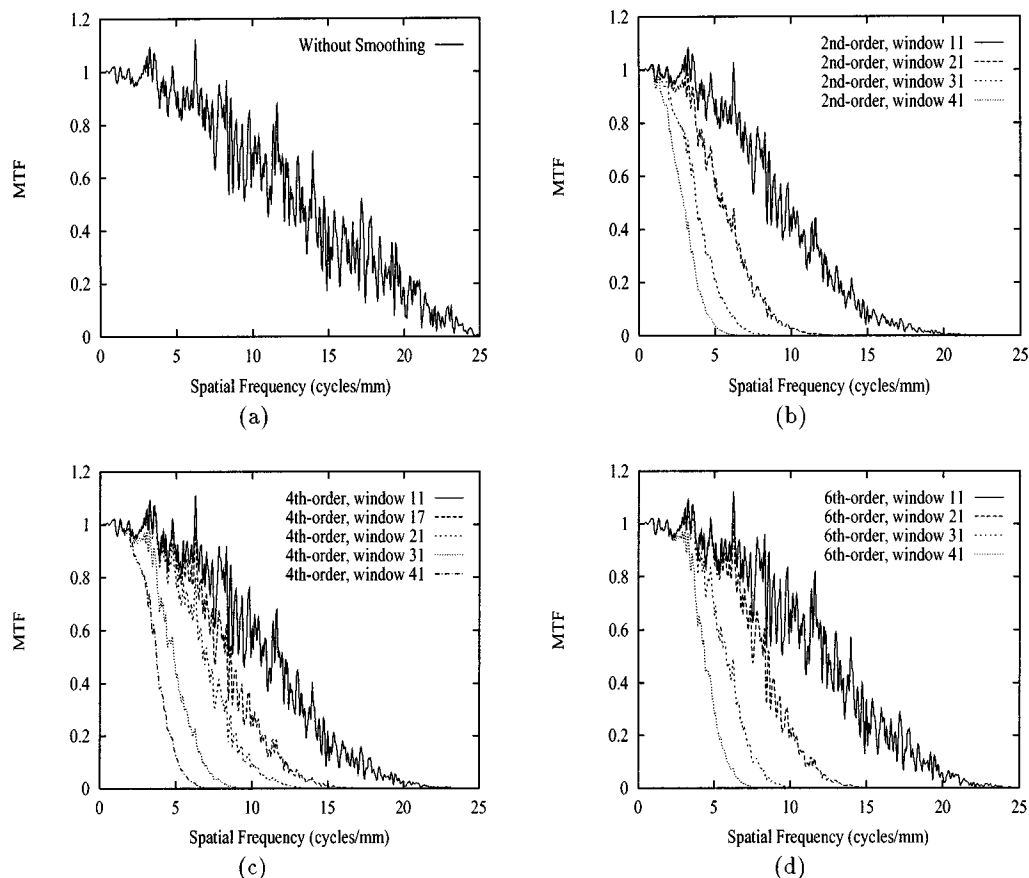 1.2
1
0.8
0.6
0.4
0.2
0
MTF
Without Smoothing
0 5 10 15 20 25
Spatial Frequency (cycles/mm)
(a)
1.2
1
0.8
0.6
0.4
0.2
0
MTF
2nd-order, window 11
2nd-order, window 21
2nd-order, window 31
2nd-order, window 41
0 5 10 15 20 25
Spatial Frequency (cycles/mm)
(b)
1.2
1
0.8
0.6
0.4
0.2
0
MTF
4th-order, window 11
4th-order, window 17
4th-order, window 21
4th-order, window 31
4th-order, window 41
0 5 10 15 20 25
Spatial Frequency (cycles/mm)
(c)
1.2
1
0.8
0.6
0.4
0.2
0
MTF
6th-order, window 11
6th-order, window 21
6th-order, window 31
6th-order, window 41
0 5 10 15 20 25
Spatial Frequency (cycles/mm)
(d)